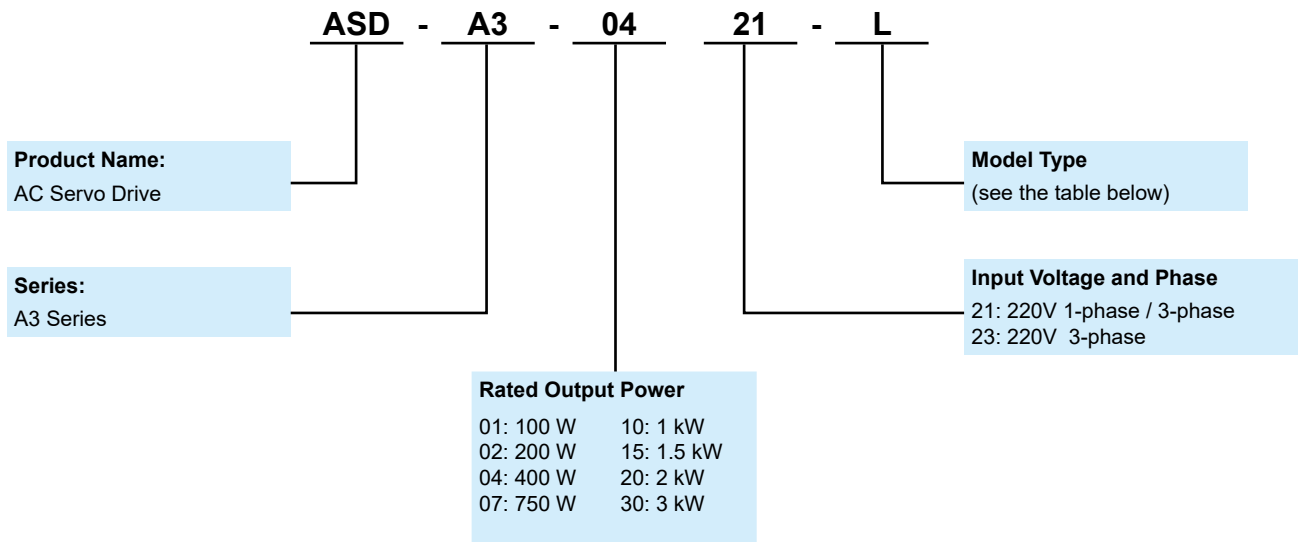 ASD - A3 - 04 21 - L
Product Name:
AC Servo Drive
Model Type
(see the table below)
Series:
A3 Series
Input Voltage and Phase
21: 220V 1-phase / 3-phase
23: 220V 3-phase
Rated Output Power
01: 100 W 10: 1 kW
02: 200 W 15: 1.5 kW
04: 400 W 20: 2 kW
07: 750 W 30: 3 kW